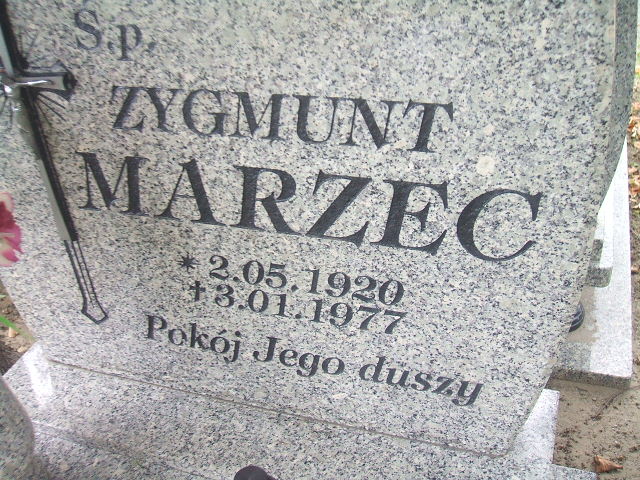 Ś.p.
ZYGMUNT
MARZEC
* 2.05.1920
† 3.01.1977
Pokój Jego duszy